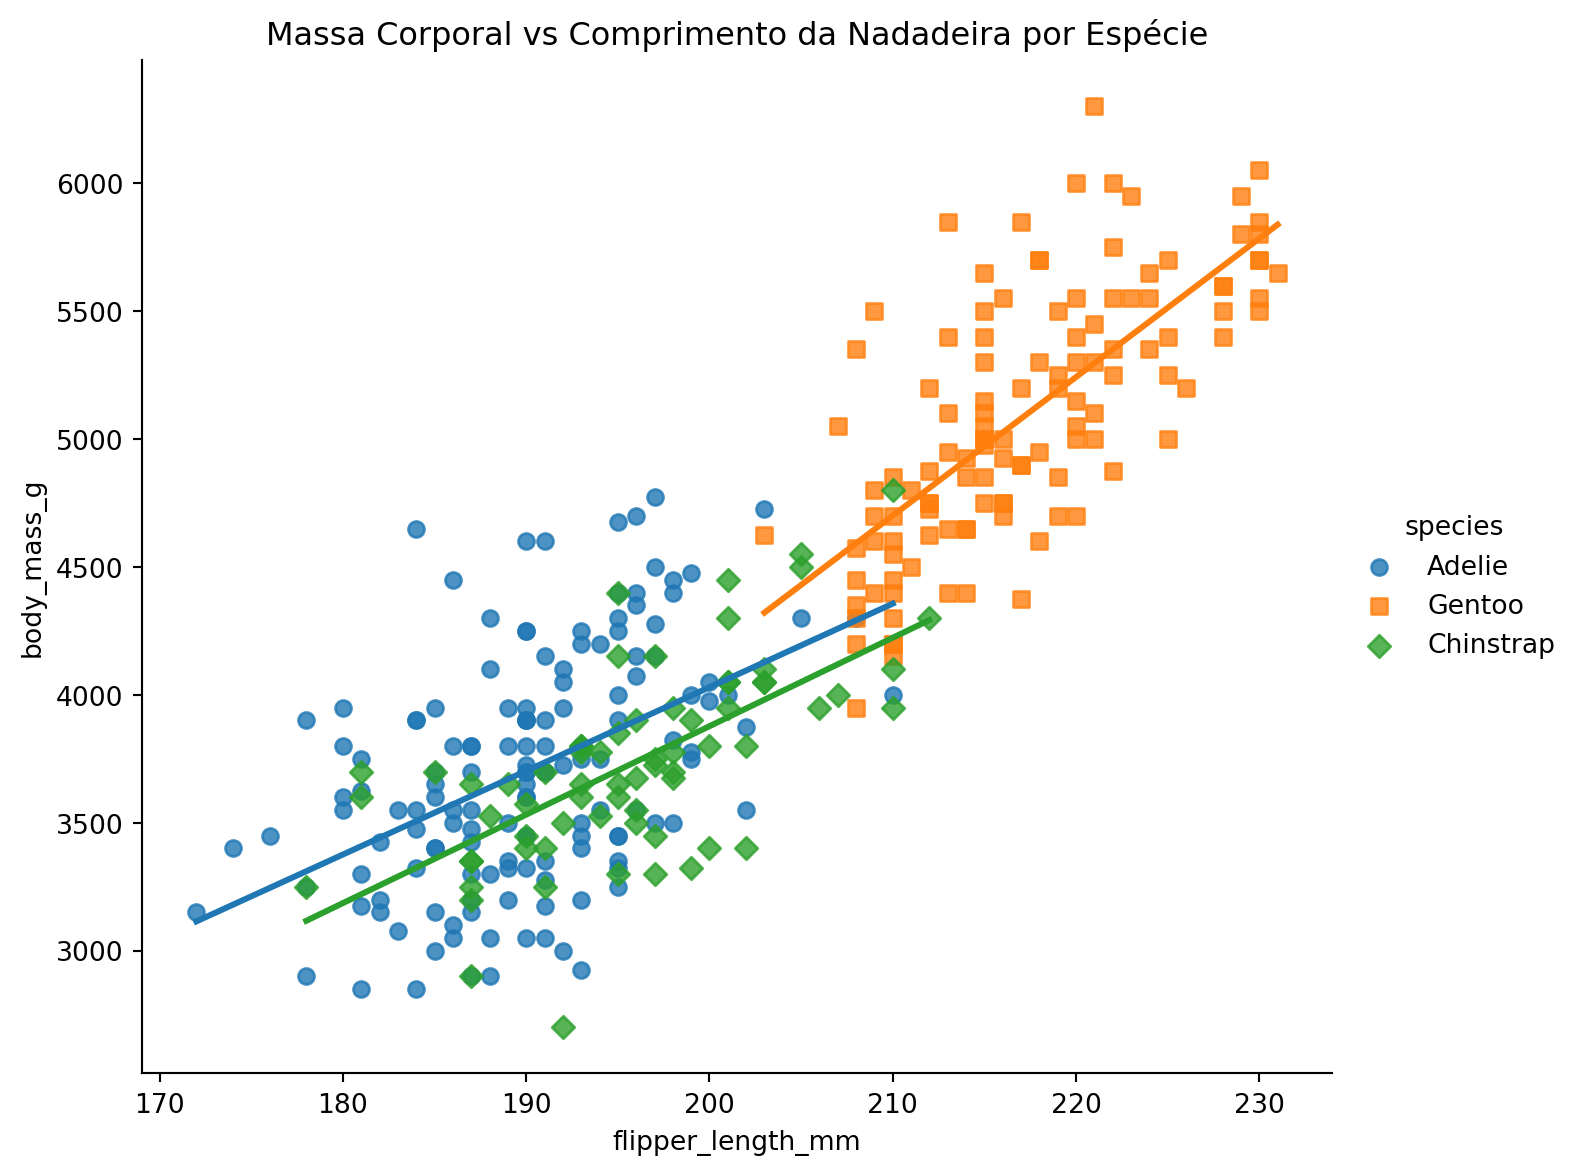 Massa Corporal vs Comprimento da Nadadeira por Espécie
body_mass_g
6000
5500
5000
4500
4000
3500
3000
170 180 190 200 210 220 230
flipper_length_mm
species
Adelie
Gentoo
Chinstrap